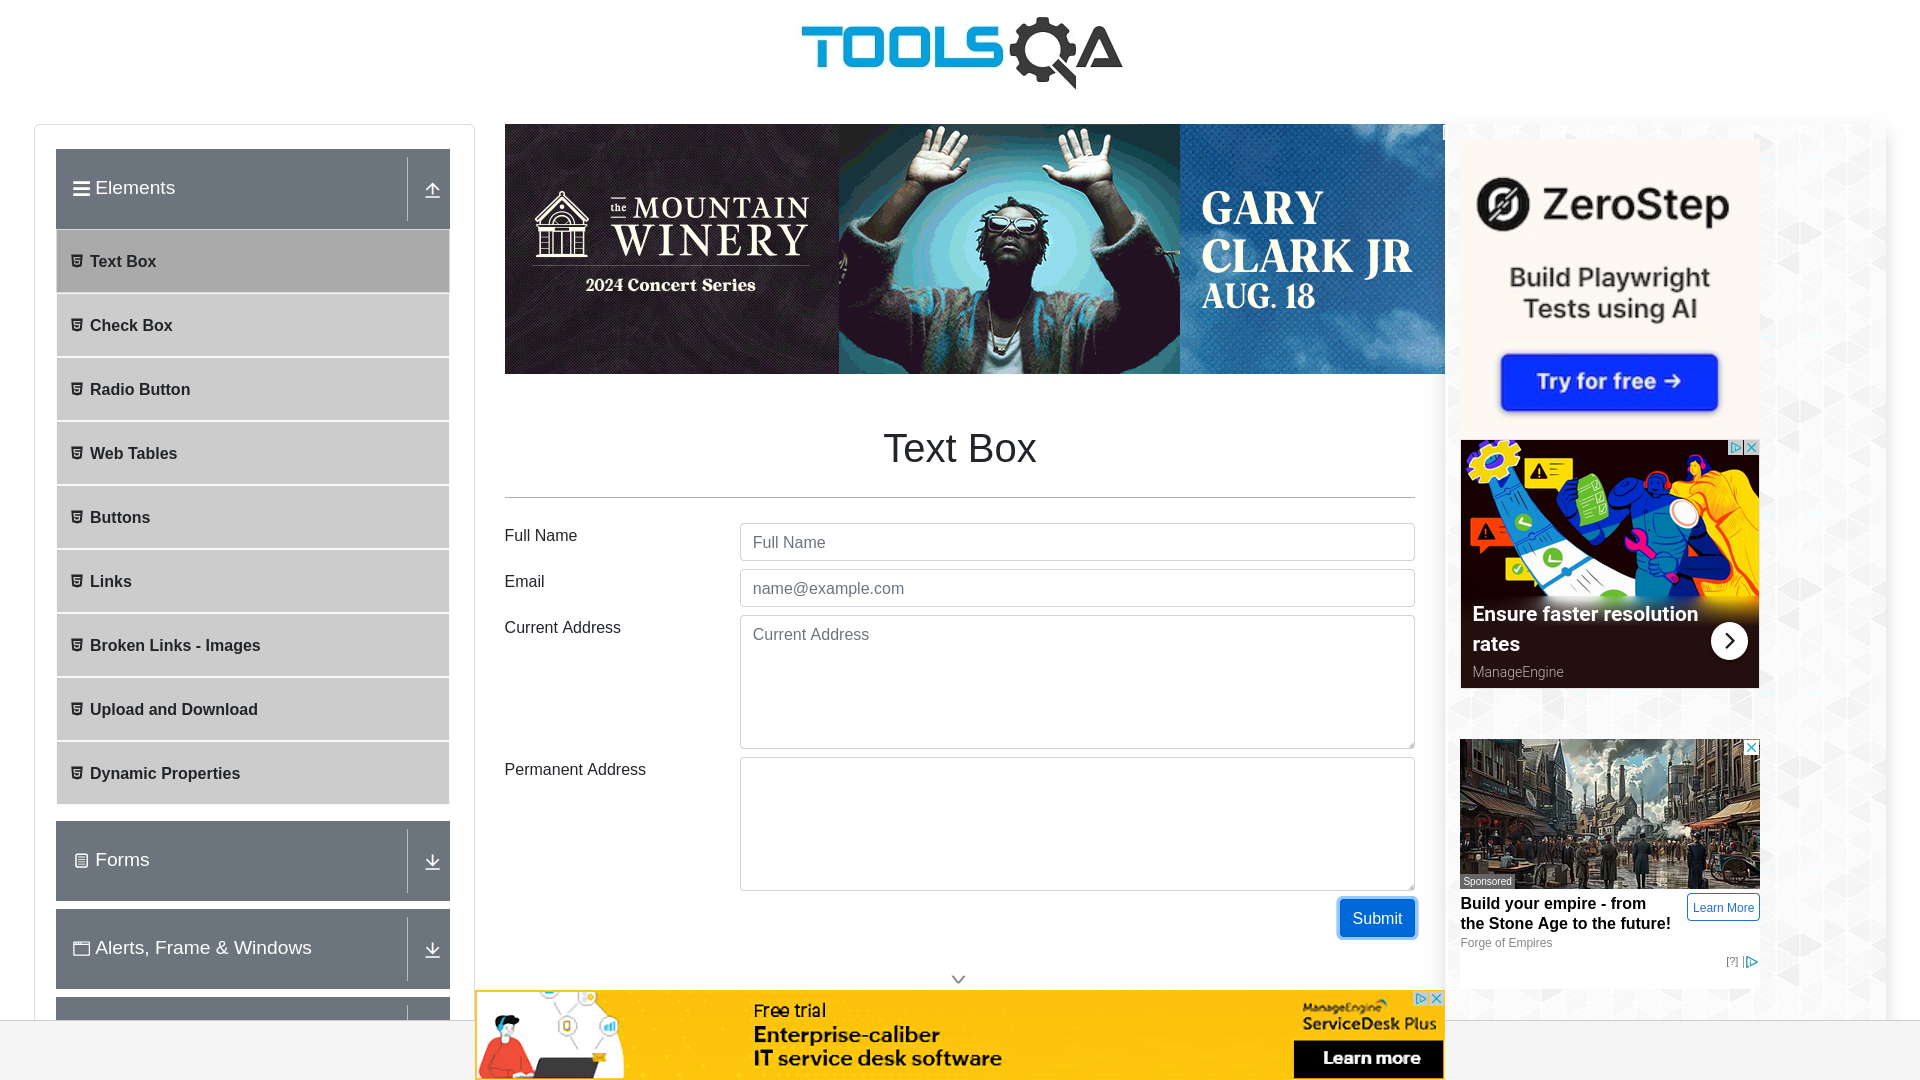 TOOLSQA
Elements
Text Box
Check Box
Radio Button
Web Tables
Buttons
Links
Broken Links - Images
Upload and Download
Dynamic Properties
Forms
Alerts, Frame & Windows
the MOUNTAIN
WINERY
2024 Concert Series
GARY
CLARK JR
AUG. 18
Text Box
Full Name
Full Name
Email
name@example.com
Current Address
Current Address
Permanent Address
Submit
ZeroStep
Build Playwright
Tests using AI
Try for free →
Ensure faster resolution
rates
ManageEngine
Sponsored
Build your empire - from
the Stone Age to the future!
Learn More
Forge of Empires
[?]
Free trial
Enterprise-caliber
IT service desk software
ManageEngine
ServiceDesk Plus
Learn more